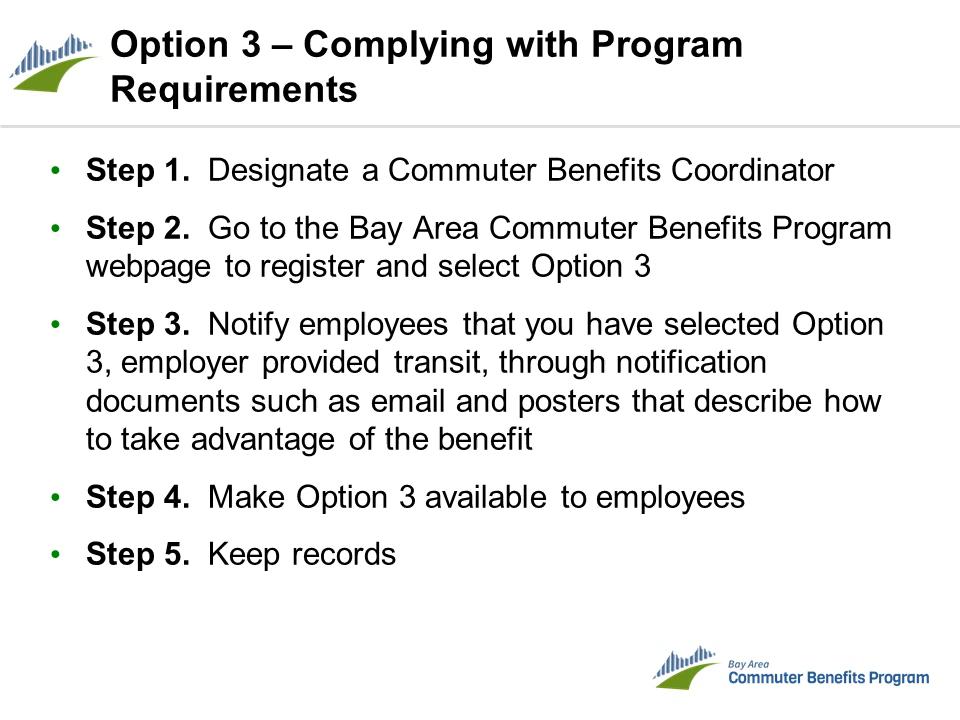 Option 3 – Complying with Program
Requirements
• Step 1. Designate a Commuter Benefits Coordinator
• Step 2. Go to the Bay Area Commuter Benefits Program
webpage to register and select Option 3
• Step 3. Notify employees that you have selected Option
3, employer provided transit, through notification
documents such as email and posters that describe how
to take advantage of the benefit
• Step 4. Make Option 3 available to employees
• Step 5. Keep records
Bay Area
Commuter Benefits Program